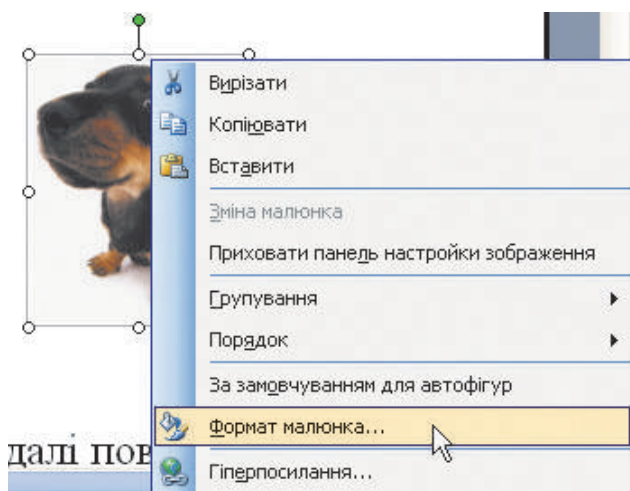 Вирізати
Копіювати
Вставити
Зміна малюнка
Приховати панель настройки зображення
Групування
Порядок
За замовчуванням для автофігур
Формат малюнка...
далі пов
Гіперпосилання...